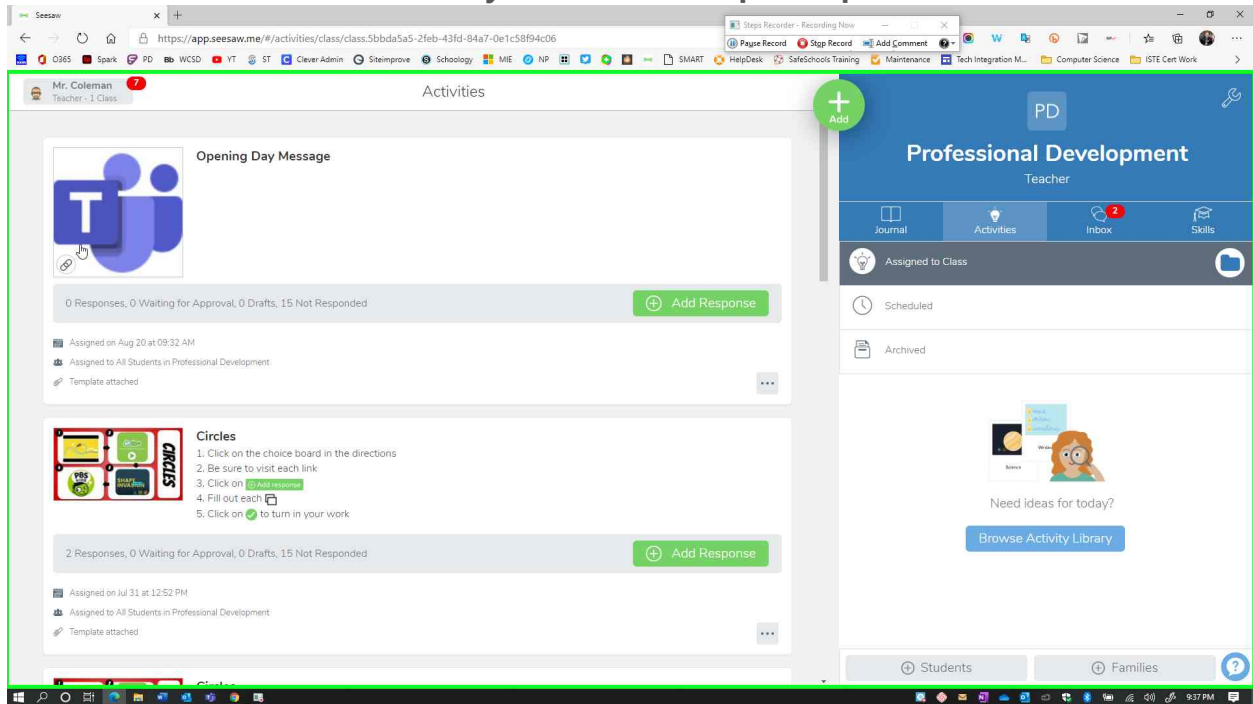 Seesaw
Steps Recorder - Recording Now
https://app.seesaw.me/#/activities/class/class.5bbda5a5-2feb-43fd-84a7-0e1c58f94c06
Pause Record Stop Record Add Comment
O365 Spark PD Bb WCSD YT ST Clever Admin Siteimprove Schoology MIE NP SMART HelpDesk SafeSchools Training Maintenance Tech Integration M... Computer Science ISTE Cert Work
Mr. Coleman 7
Teacher - 1 Class
Activities
Add
PD
Professional Development
Teacher
Journal Activities Inbox 2 Skills
Assigned to Class
Scheduled
Archived
Need ideas for today?
Browse Activity Library
Students Families
?
Opening Day Message
T
0 Responses, 0 Waiting for Approval, 0 Drafts, 15 Not Responded
Add Response
Assigned on Aug 20 at 09:32 AM
Assigned to All Students in Professional Development
Template attached
Circles
CIRCLES
PBS
1. Click on the choice board in the directions
2. Be sure to visit each link
3. Click on Add response
4. Fill out each
5. Click on to turn in your work
2 Responses, 0 Waiting for Approval, 0 Drafts, 15 Not Responded
Add Response
Assigned on Jul 31 at 12:52 PM
Assigned to All Students in Professional Development
Template attached
Circles
9:37 PM